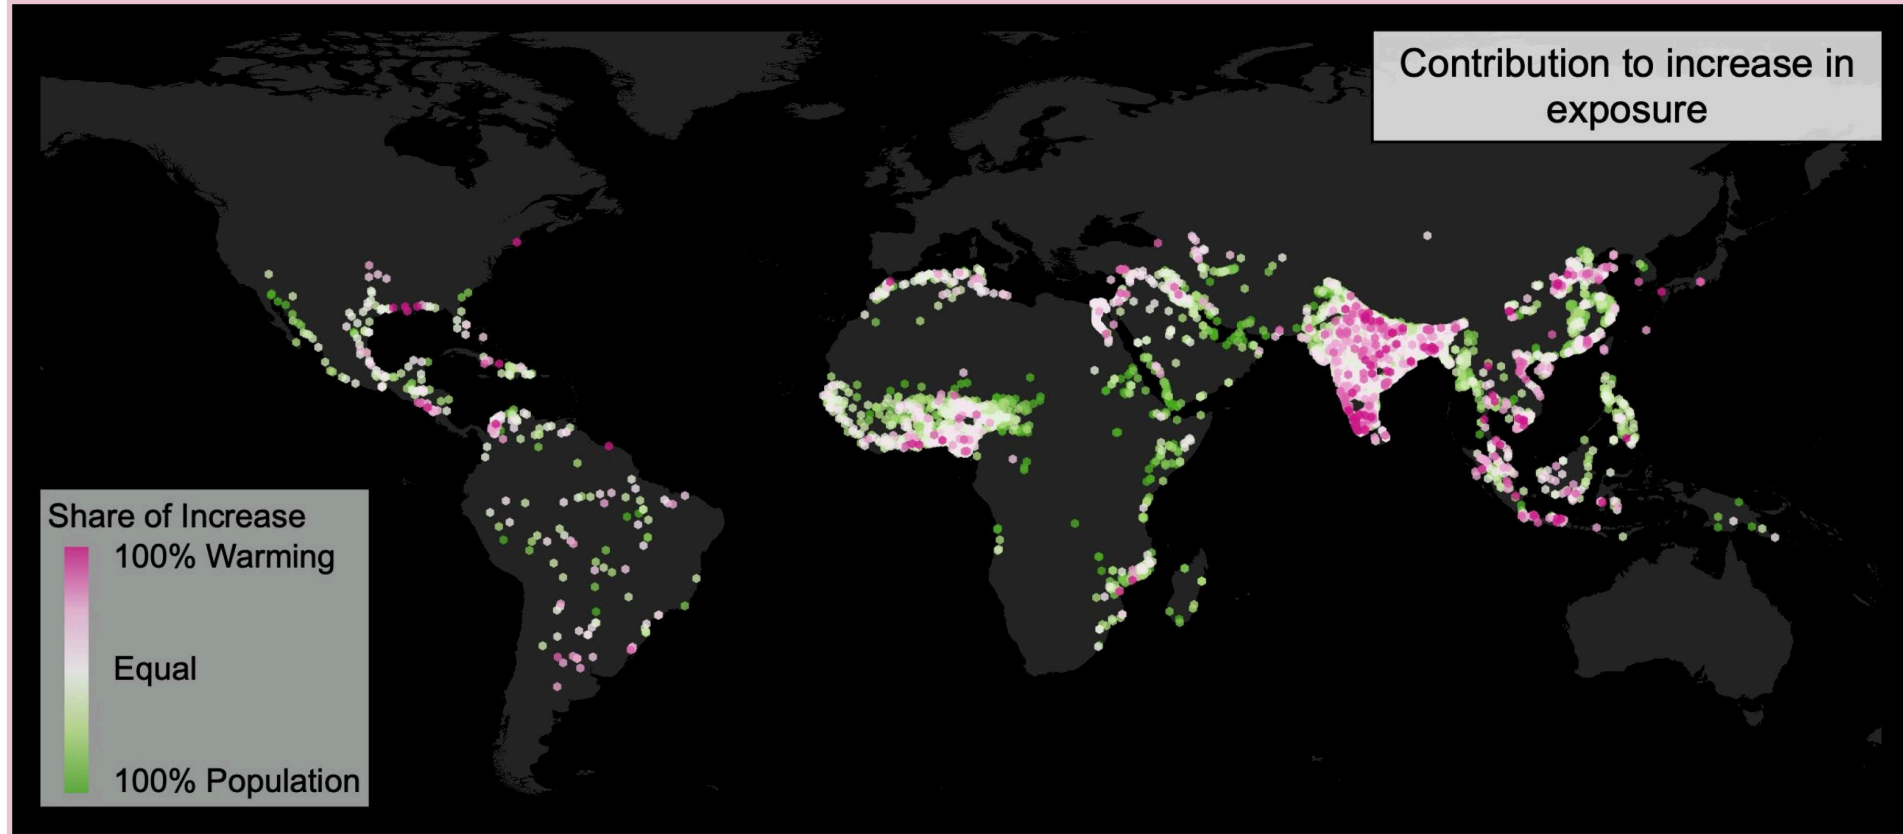 Contribution to increase in
exposure
Share of Increase
100% Warming
Equal
100% Population